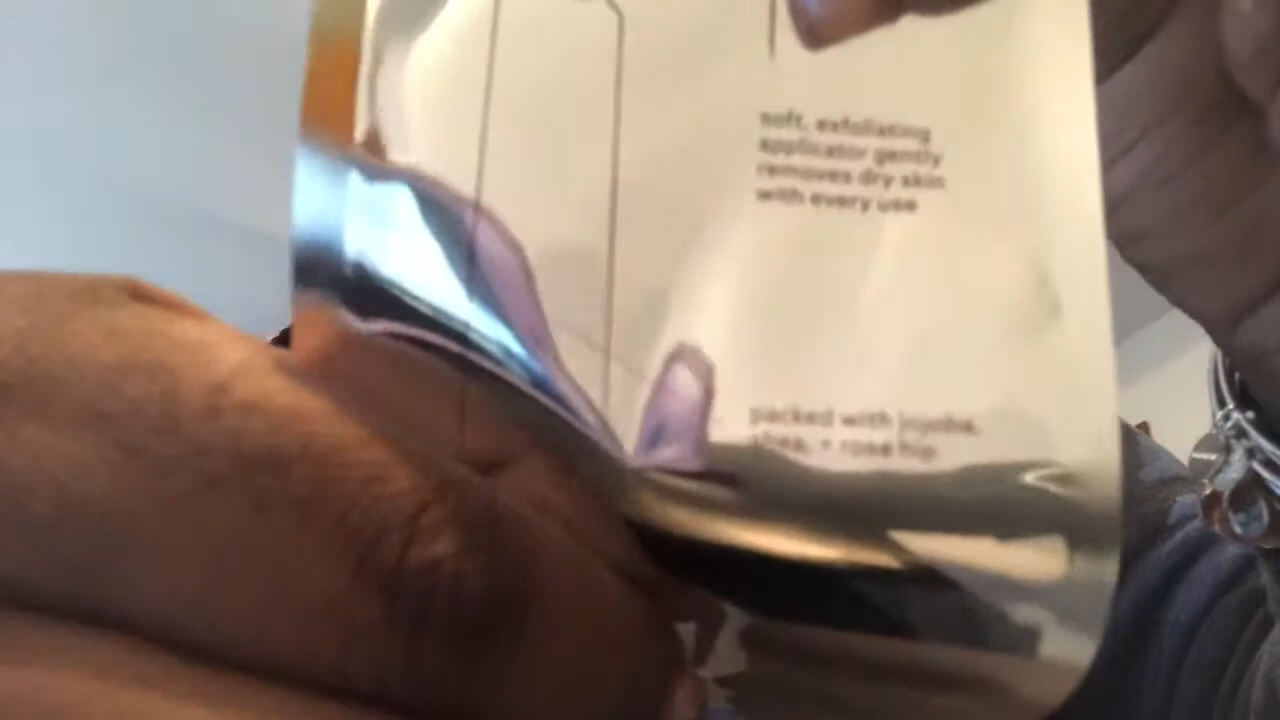 soft, exfoliating
applicator gently
removes dry skin
with every use
packed with jojoba,
shea, + rose hip